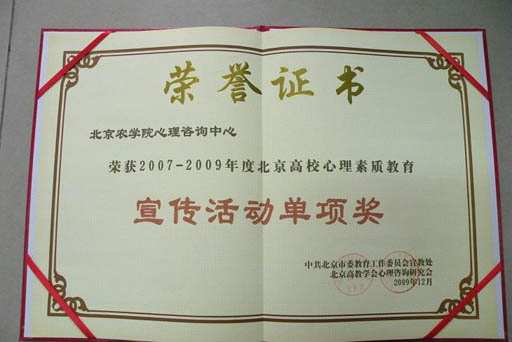 荣誉证书
北京农学院心理咨询中心
荣获2007-2009年度北京高校心理素质教育
宣传活动单项奖
中共北京市委教育工作委员会宣教处
北京高教学会心理咨询研究会
2009年12月